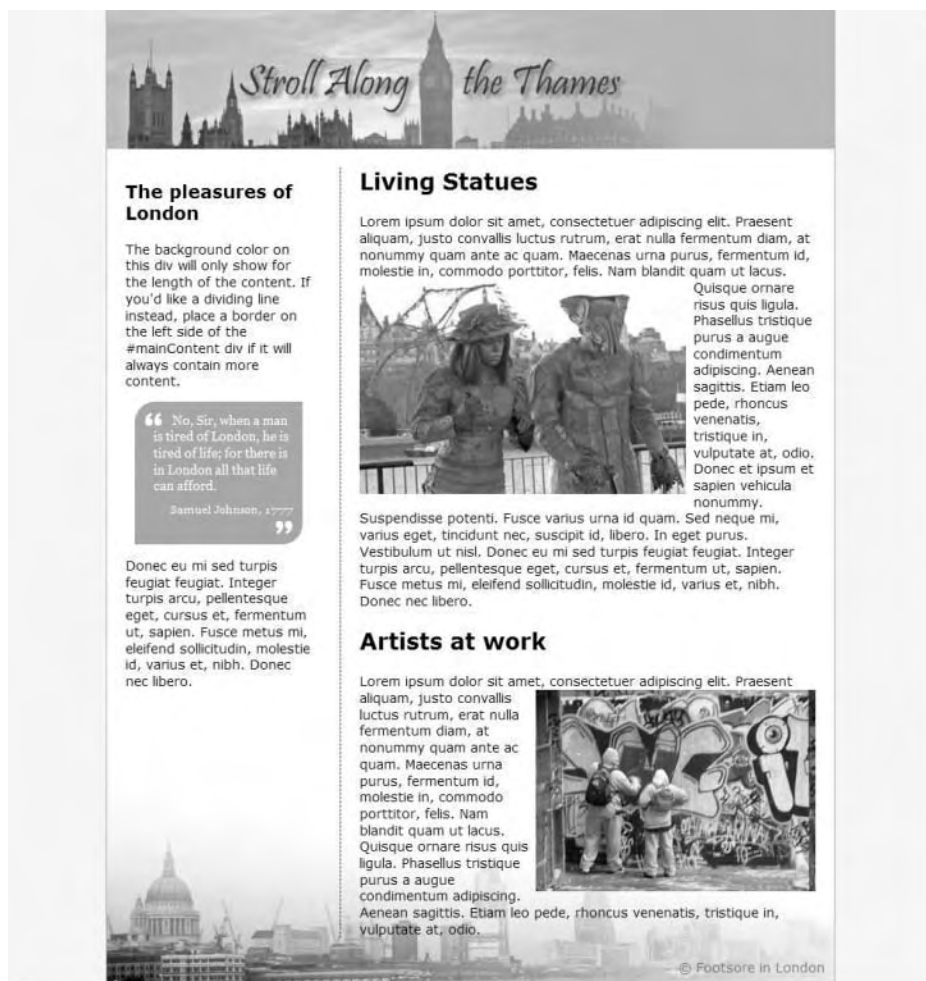 Stroll Along the Thames
The pleasures of
London
The background color on
this div will only show for
the length of the content. If
you'd like a dividing line
instead, place a border on
the left side of the
#mainContent div if it will
always contain more
content.
“ No, Sir, when a man
is tired of London, he is
tired of life; for there is
in London all that life
can afford.
Samuel Johnson, 1777
”
Donec eu mi sed turpis
feugiat feugiat. Integer
turpis arcu, pellentesque
eget, cursus et, fermentum
ut, sapien. Fusce metus mi,
eleifend sollicitudin, molestie
id, varius et, nibh. Donec
nec libero.
Living Statues
Lorem ipsum dolor sit amet, consectetuer adipiscing elit. Praesent
aliquam, justo convallis luctus rutrum, erat nulla fermentum diam, at
nonummy quam ante ac quam. Maecenas urna purus, fermentum id,
molestie in, commodo porttitor, felis. Nam blandit quam ut lacus.
Quisque ornare
risus quis ligula.
Phasellus tristique
purus a augue
condimentum
adipiscing. Aenean
sagittis. Etiam leo
pede, rhoncus
venenatis,
tristique in,
vulputate at, odio.
Donec et ipsum et
sapien vehicula
nonummy.
Suspendisse potenti. Fusce varius urna id quam. Sed neque mi,
varius eget, tincidunt nec, suscipit id, libero. In eget purus.
Vestibulum ut nisl. Donec eu mi sed turpis feugiat feugiat. Integer
turpis arcu, pellentesque eget, cursus et, fermentum ut, sapien.
Fusce metus mi, eleifend sollicitudin, molestie id, varius et, nibh.
Donec nec libero.
Artists at work
Lorem ipsum dolor sit amet, consectetuer adipiscing elit. Praesent
aliquam, justo convallis
luctus rutrum, erat nulla
fermentum diam, at
nonummy quam ante ac
quam. Maecenas urna
purus, fermentum id,
molestie in, commodo
porttitor, felis. Nam
blandit quam ut lacus.
Quisque ornare risus quis
ligula. Phasellus tristique
purus a augue
condimentum adipiscing.
Aenean sagittis. Etiam leo pede, rhoncus venenatis, tristique in,
vulputate at, odio.
© Footsore in London